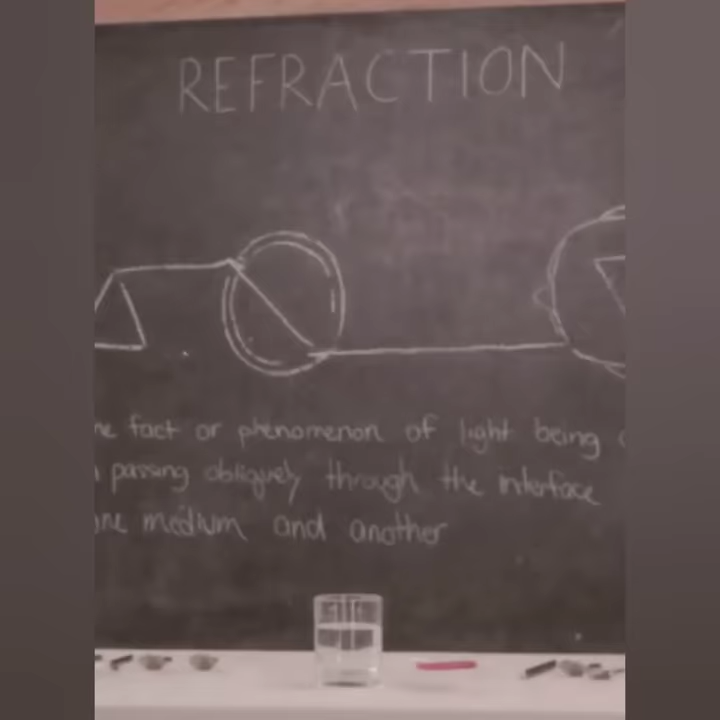 REFRACTION
fact or phenomenon of light being
passing obliquely through the interface
medium and another